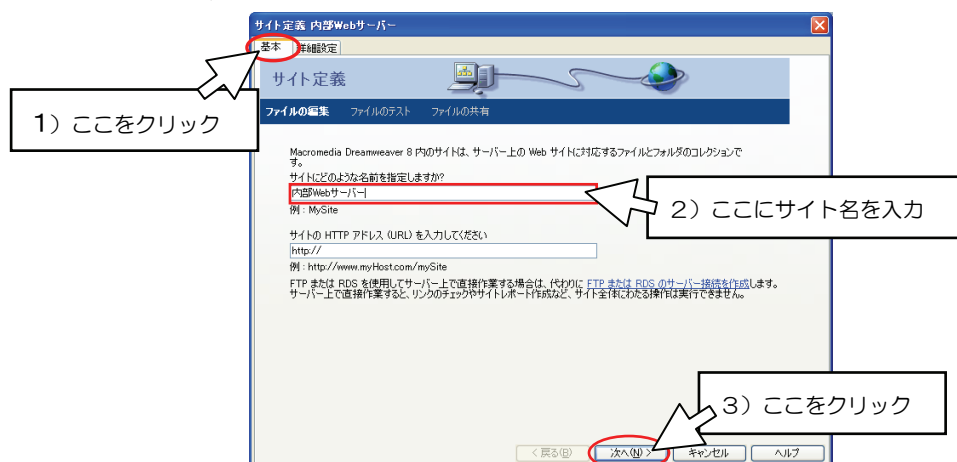 サイト定義 内部Webサーバー
基本 詳細設定
サイト定義
1）ここをクリック
ファイルの編集 ファイルのテスト ファイルの共有
Macromedia Dreamweaver 8 内のサイトは、サーバー上の Web サイトに対応するファイルとフォルダのコレクションで
す。
サイトにどのような名前を指定しますか?
内部Webサーバー
例 : MySite
2）ここにサイト名を入力
サイトの HTTP アドレス (URL) を入力してください
http://
例 : http://www.myHost.com/mySite
FTP または RDS を使用してサーバー上で直接作業する場合は、代わりに FTP または RDS のサーバー接続を作成します。
サーバー上で直接作業すると、リンクのチェックやサイトレポート作成など、サイト全体にわたる操作は実行できません。
3）ここをクリック
< 戻る(B) 次へ(N) > キャンセル ヘルプ